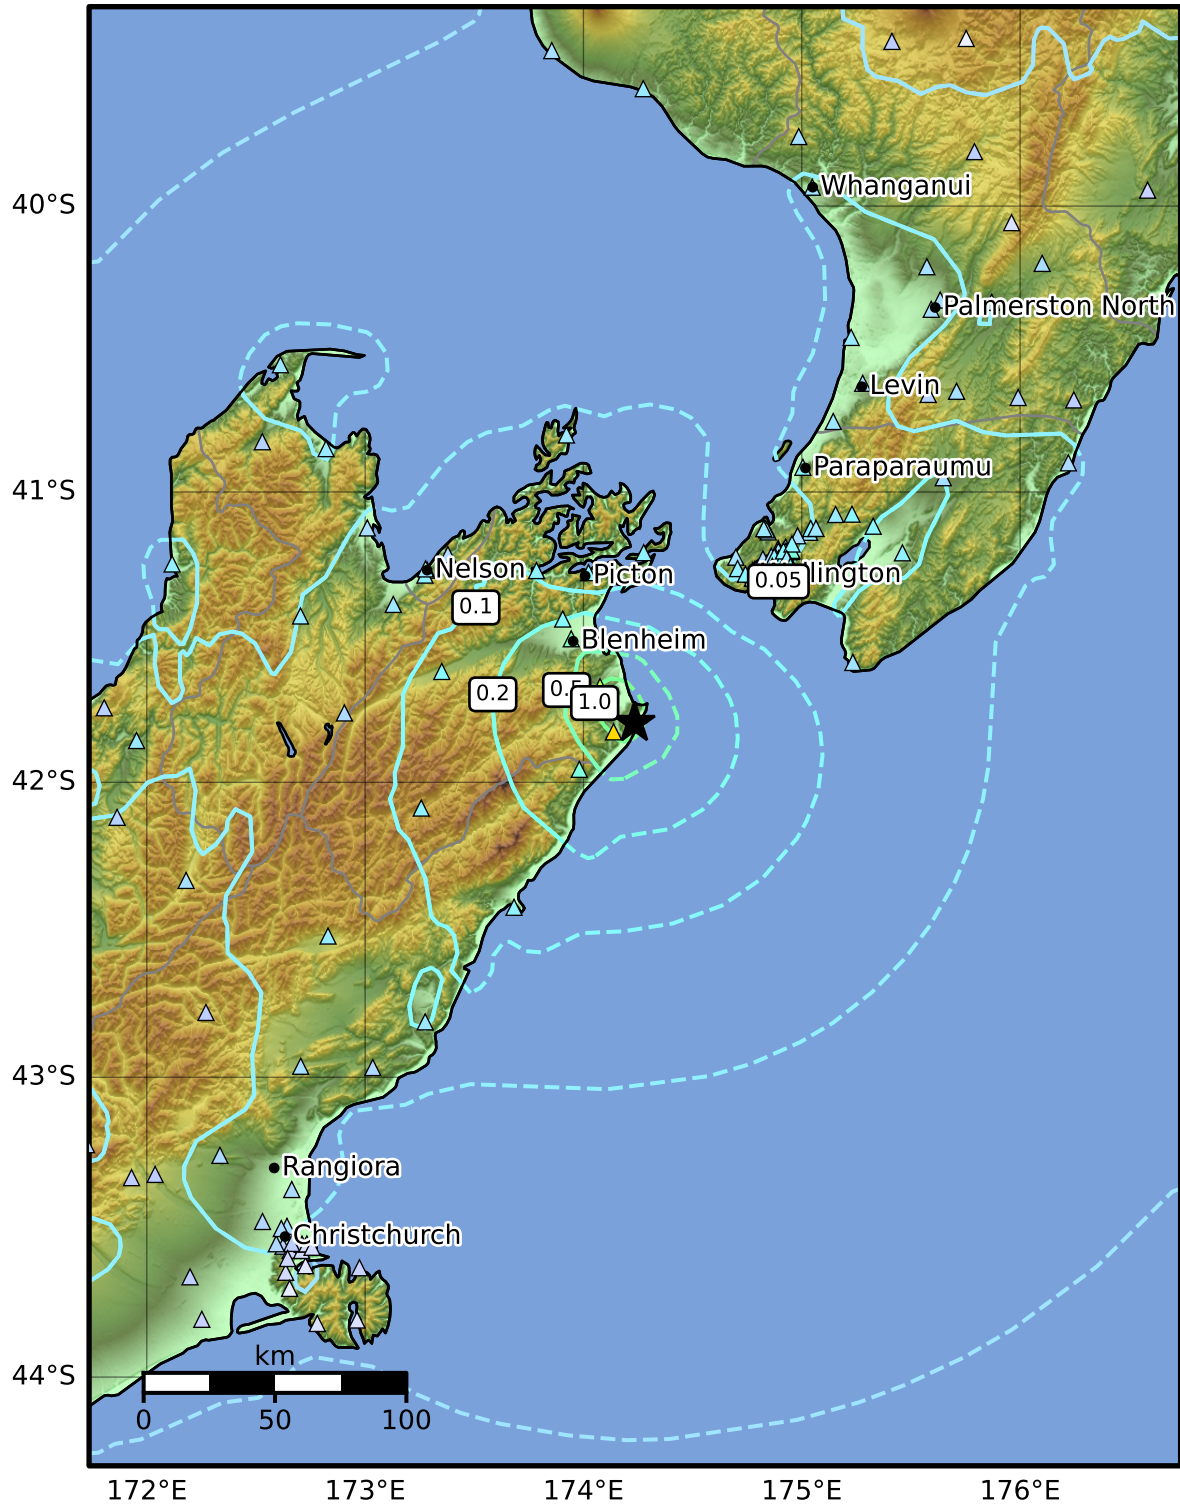 40°S
41°S
42°S
43°S
44°S
Whanganui
Palmerston North
Levin
Paraparaumu
Nelson
Picton
0.05
0.1
Blenheim
0.2
1.0
Rangiora
Christchurch
km
0 50 100
172°E 173°E 174°E 175°E 176°E